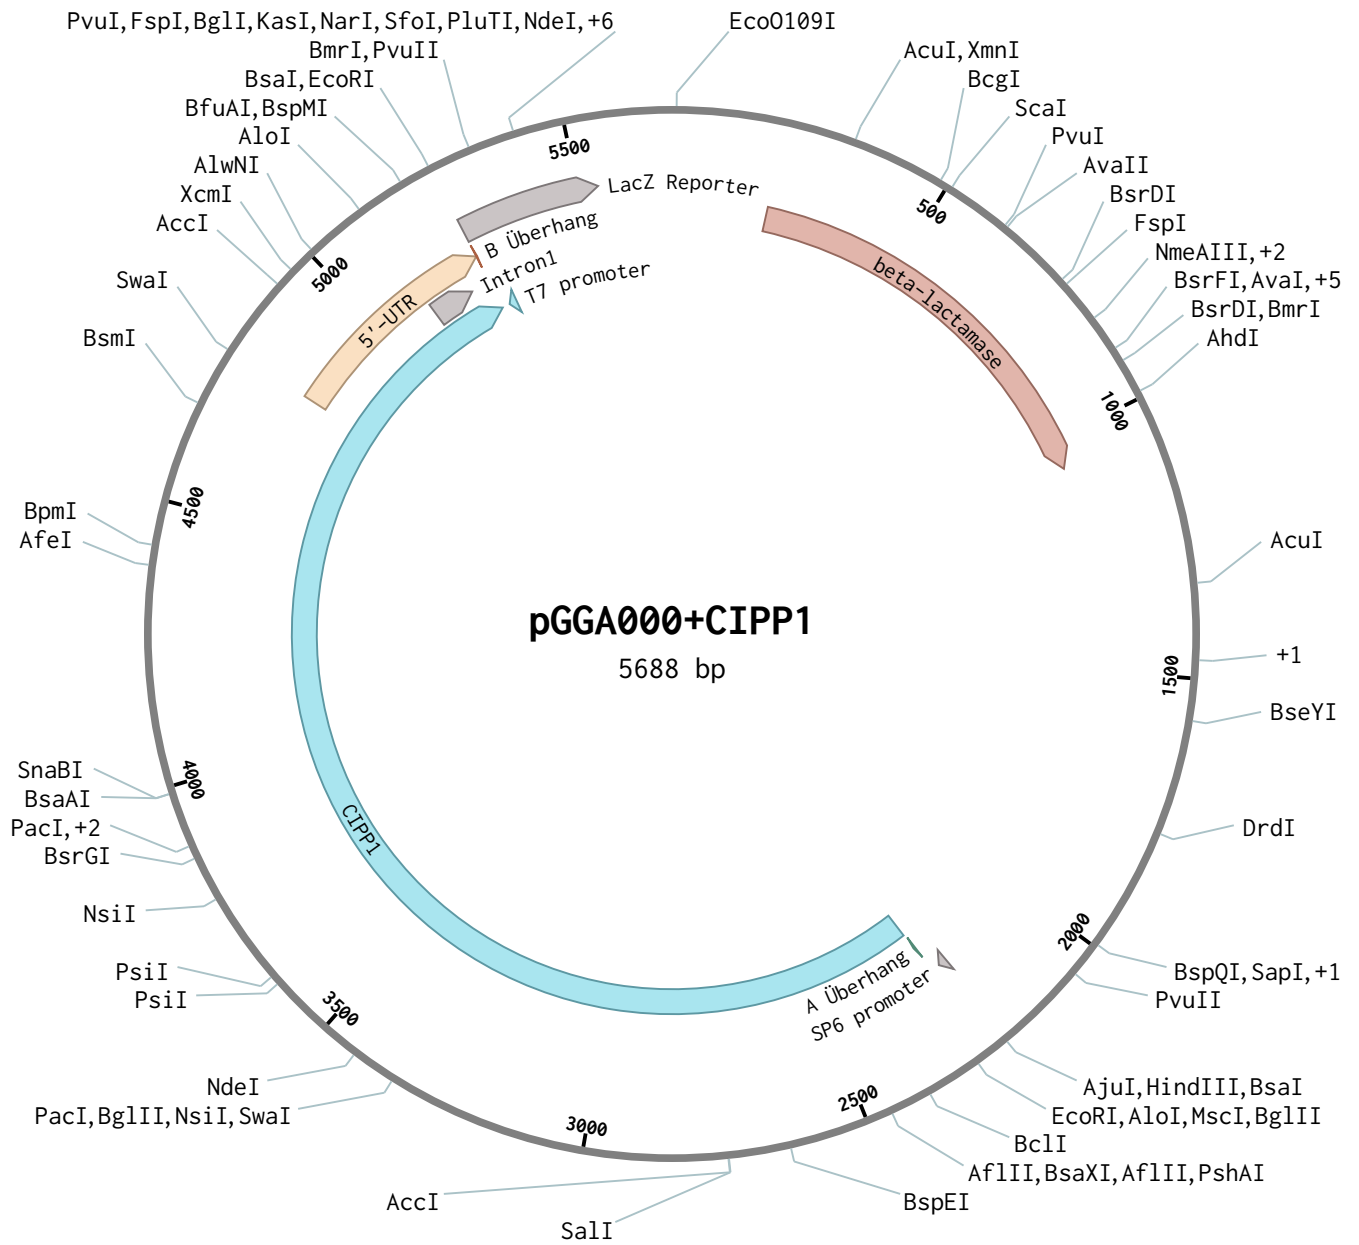 PvuI,FspI,BglI,KasI,NarI,SfoI,PluTI,NdeI,+6
EcoO109I
BmrI,PvuII
AcuI,XmnI
BsaI,EcoRI
BcgI
BfuAI,BspMI
ScaI
AloI
PvuI
AlwNI
AvaII
XcmI
BsrDI
AccI
FspI
SwaI
NmeAIII,+2
BsmI
BsrFI,AvaI,+5
BsrDI,BmrI
AhdI
5500
500
5000
1000
LacZ Reporter
B Überhang
Intron1
T7 promoter
5'-UTR
beta-lactamase
4500
BpmI
AfeI
AcuI
pGGA000+CIPP1
5688 bp
+1
1500
BseYI
SnaBI
BsaAI
PacI,+2
BsrGI
4000
DrdI
CIPP1
NsiI
2000
PsiI
PsiI
BspQI,SapI,+1
PvuII
A Überhang
SP6 promoter
3500
NdeI
PacI,BglII,NsiI,SwaI
AjuI,HindIII,BsaI
EcoRI,AloI,MscI,BglII
2500
3000
BclI
AflII,BsaXI,AflII,PshAI
AccI
BspEI
SalI